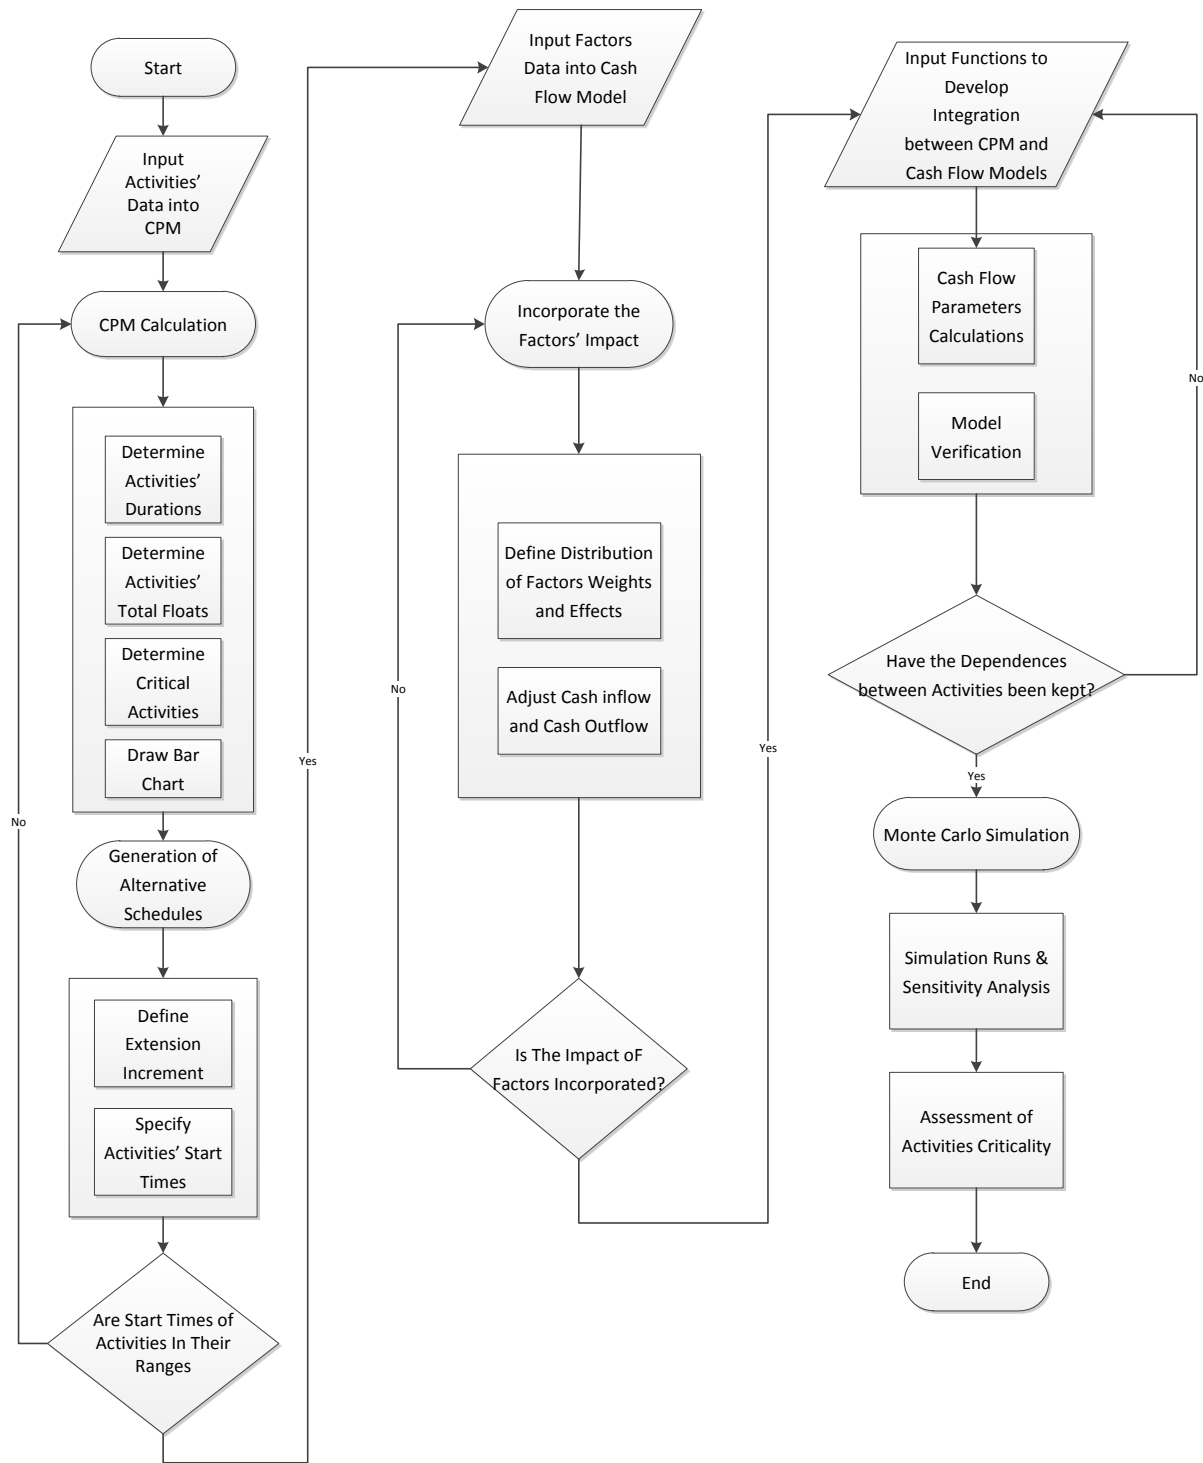 Start
Input
Activities’
Data into
CPM
CPM Calculation
Determine
Activities’
Durations
Determine
Activities’
Total Floats
Determine
Critical
Activities
Draw Bar
Chart
No
Generation of
Alternative
Schedules
Define
Extension
Increment
Specify
Activities’ Start
Times
Are Start Times of
Activities In Their
Ranges
Yes
Input Factors
Data into Cash
Flow Model
Incorporate the
Factors’ Impact
Define Distribution
of Factors Weights
and Effects
No
Adjust Cash inflow
and Cash Outflow
Is The Impact oF
Factors Incorporated?
Yes
Input Functions to
Develop
Integration
between CPM and
Cash Flow Models
Cash Flow
Parameters
Calculations
No
Model
Verification
Have the Dependences
between Activities been kept?
Yes
Monte Carlo Simulation
Simulation Runs &
Sensitivity Analysis
Assessment of
Activities Criticality
End